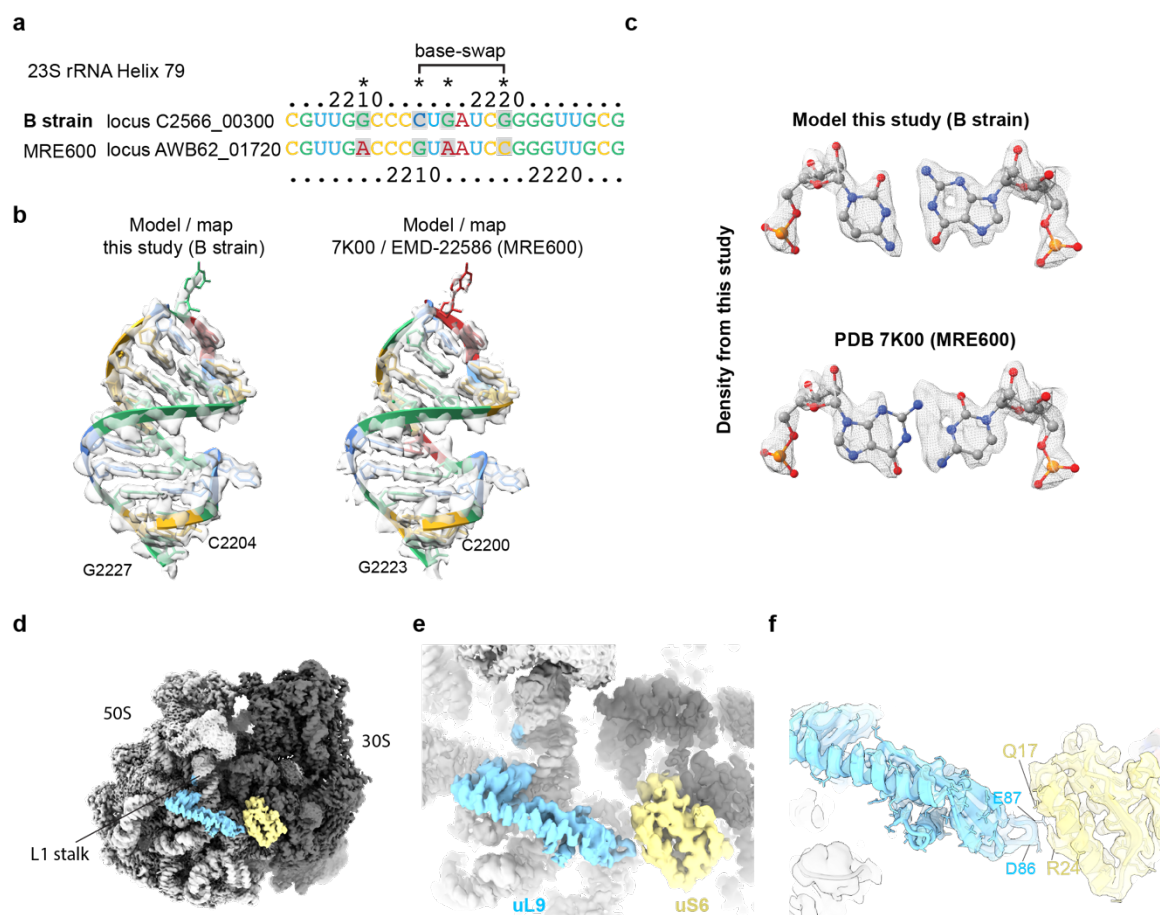 a
23S rRNA Helix 79
base-swap
* * * *
...2210......2220.......
B strain locus C2566_00300 CGUUGGCCCCUGAUCGGGGUUGCG
MRE600 locus AWB62_01720 CGUUGACCCGUAAUCCGGGUUGCG
.......2210......2220...
b
Model / map
this study (B strain)
Model / map
7K00 / EMD-22586 (MRE600)
C2204
G2227
C2200
G2223
c
Model this study (B strain)
Density from this study
PDB 7K00 (MRE600)
d
50S
30S
L1 stalk
e
uL9
uS6
f
Q17
E87
D86
R24